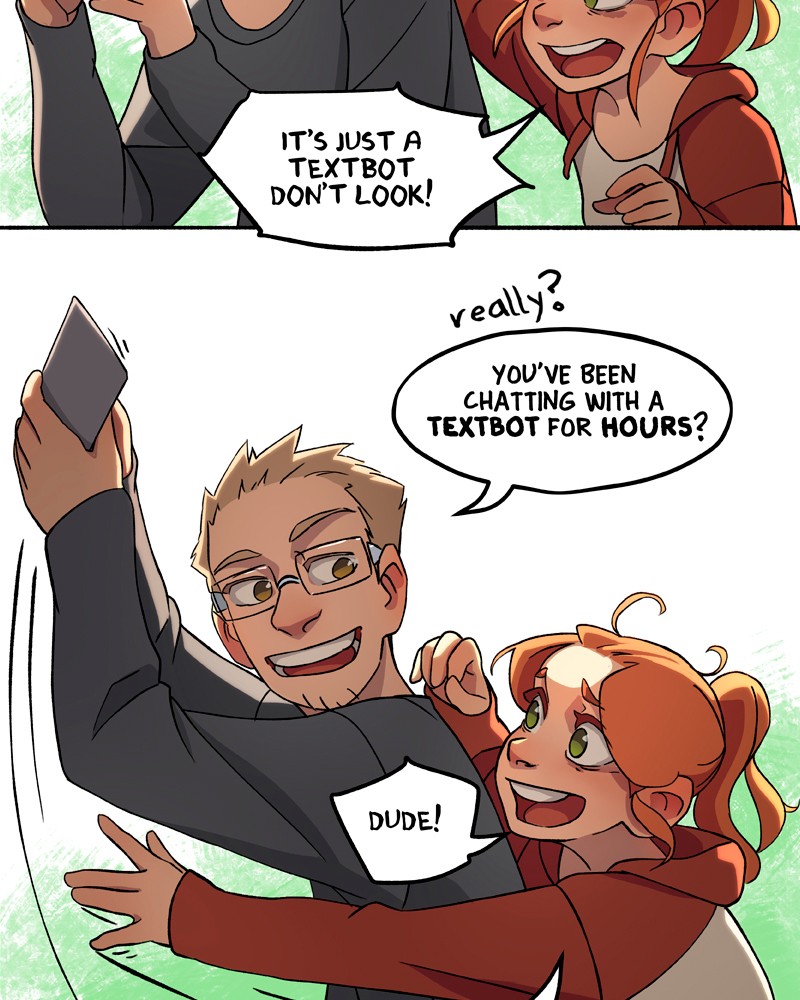 IT'S JUST A
TEXTBOT
DON'T LOOK!
really?
YOU'VE BEEN
CHATTING WITH A
TEXTBOT FOR HOURS?
DUDE!